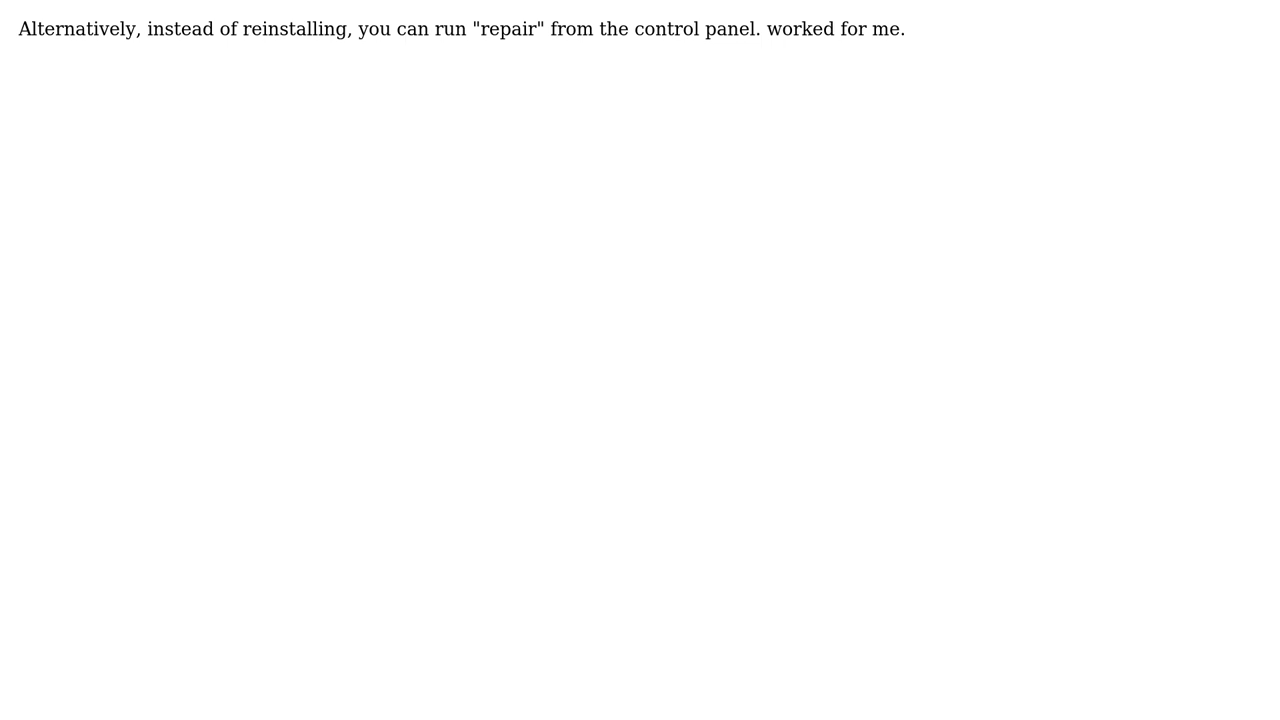 Alternatively, instead of reinstalling, you can run "repair" from the control panel. worked for me.